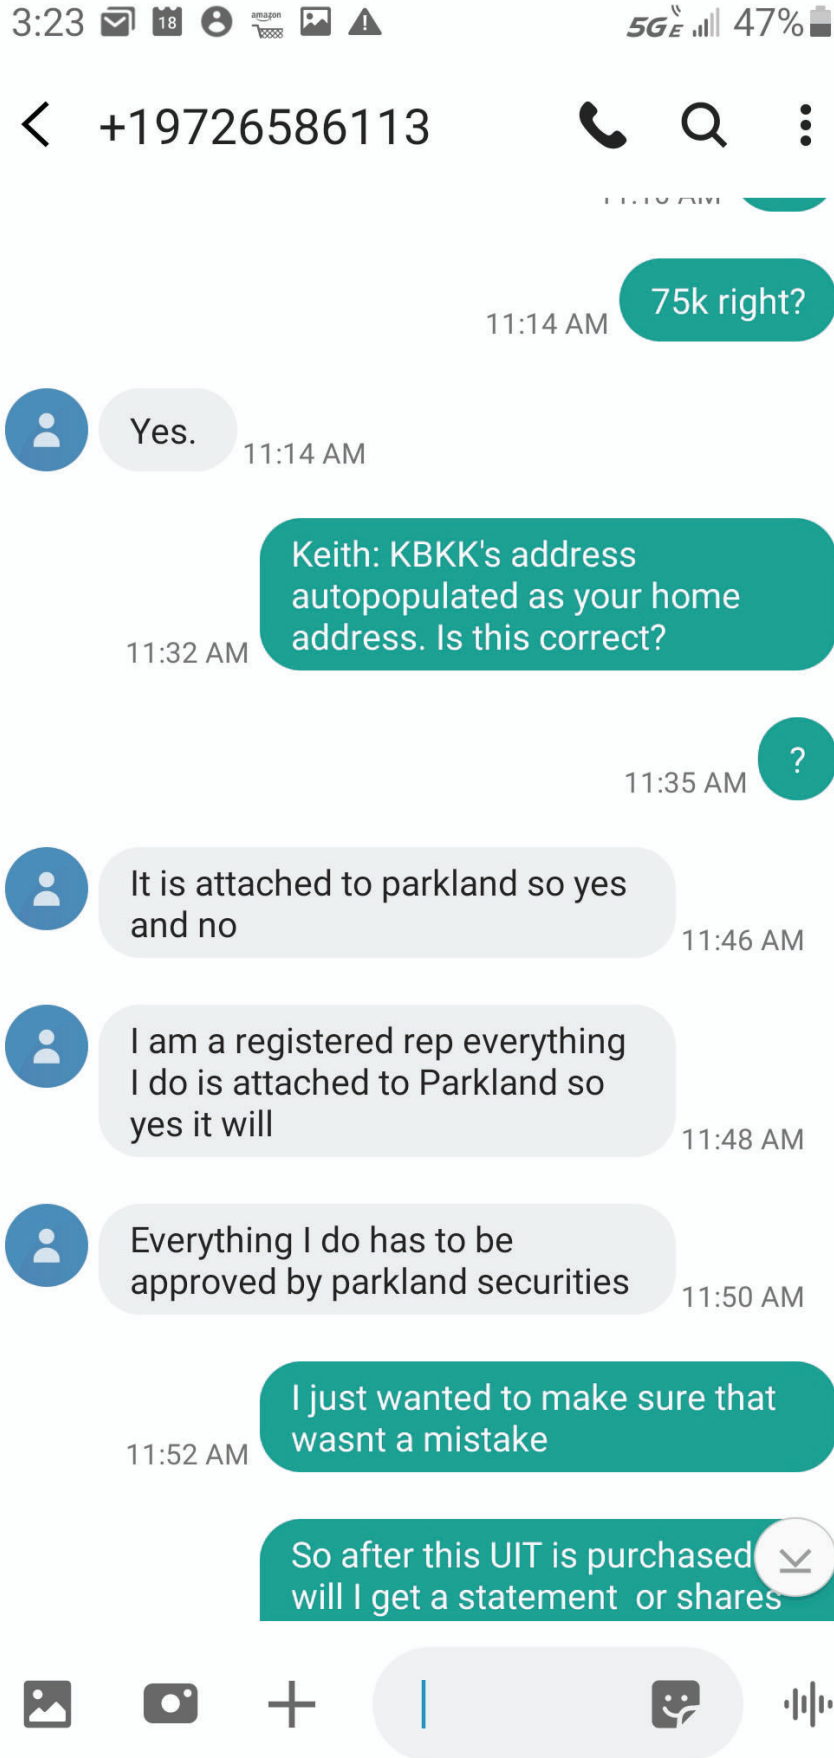 3:23
18
amazon
5GE
47%
+19726586113
75k right?
11:14 AM
Yes.
11:14 AM
Keith: KBKK's address
autopopulated as your home
address. Is this correct?
11:32 AM
?
11:35 AM
It is attached to parkland so yes
and no
11:46 AM
I am a registered rep everything
I do is attached to Parkland so
yes it will
11:48 AM
Everything I do has to be
approved by parkland securities
11:50 AM
I just wanted to make sure that
wasnt a mistake
11:52 AM
So after this UIT is purchased
will I get a statement or shares